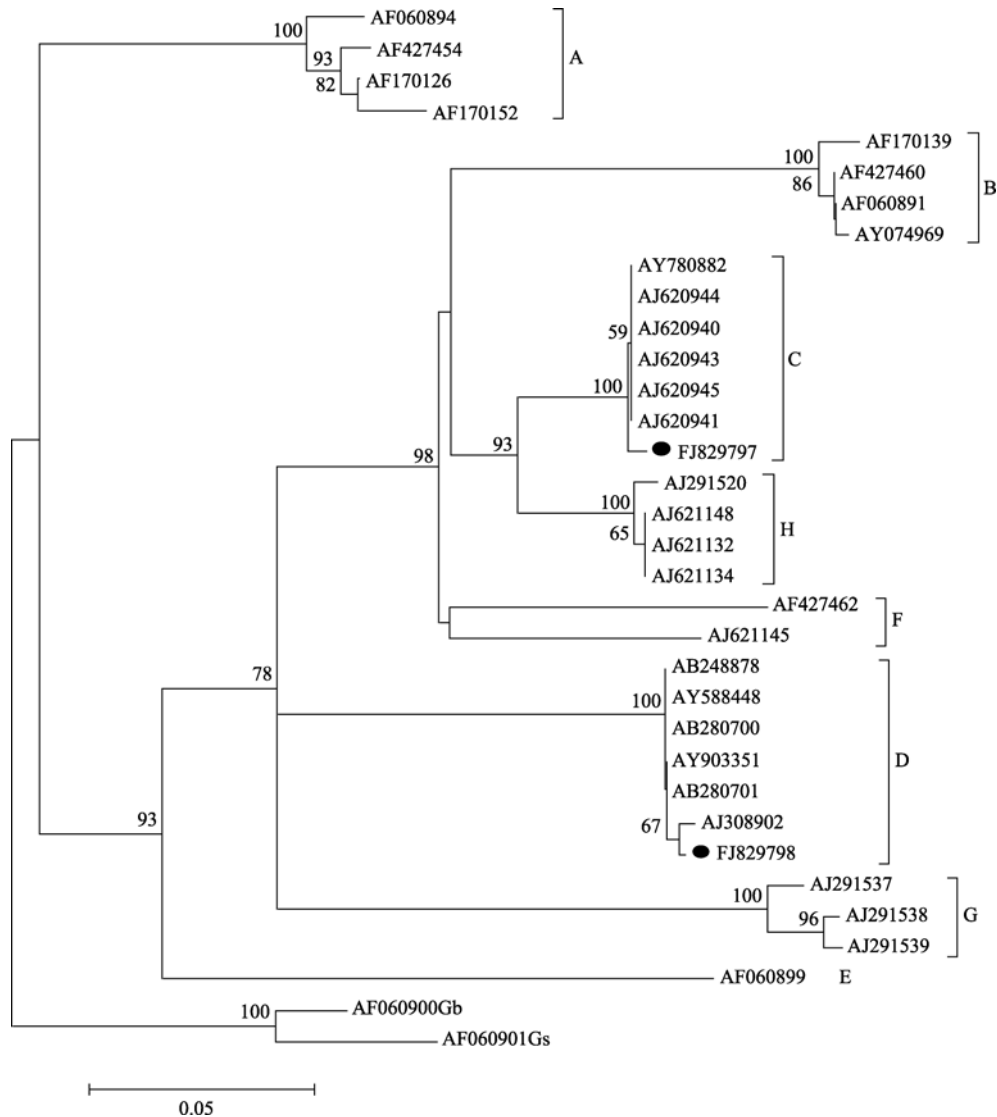 100
AF060894
93
AF427454
A
82
AF170126
AF170152
AF170139
100
AF427460
86
B
AF060891
AY074969
AY780882
AJ620944
59
AJ620940
AJ620943
C
100
AJ620945
AJ620941
98
93
FJ829797
AJ291520
100
AJ621148
65
H
AJ621132
AJ621134
AF427462
F
AJ621145
78
AB248878
100
AY588448
AB280700
D
AY903351
AB280701
93
67
AJ308902
FJ829798
100
AJ291537
96
AJ291538
G
AJ291539
AF060899 E
100
AF060900Gb
AF060901Gs
0.05